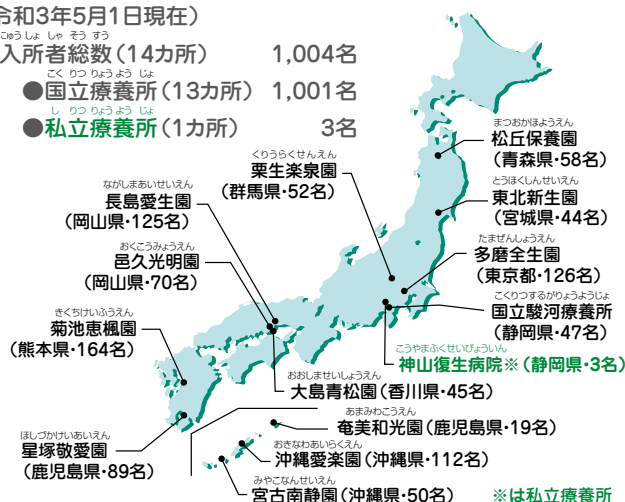 令和3年5月1日現在）
にゅうしょ しゃ そう すう
入所者総数（14カ所） 1,004名
こく りつ りょう よう じょ
●国立療養所（13カ所） 1,001名
し りつ りょう よう じょ
●私立療養所（1カ所） 3名
まつおかほようえん
松丘保養園
（青森県・58名）
くりうらくせんえん
栗生楽泉園
（群馬県・52名）
とうほくしんせいえん
東北新生園
（宮城県・44名）
ながしまあいせいえん
長島愛生園
（岡山県・125名）
たまぜんしょうえん
多磨全生園
（東京都・126名）
おくこうみょうえん
邑久光明園
（岡山県・70名）
こくりつするがりょうようじょ
国立駿河療養所
（静岡県・47名）
きくちけいふうえん
菊池恵楓園
（熊本県・164名）
こうやまふくせいびょういん
神山復生病院※（静岡県・3名）
おおしませいしょうえん
大島青松園（香川県・45名）
あまみわこうえん
奄美和光園（鹿児島県・19名）
ほしづかけいあいえん
星塚敬愛園
（鹿児島県・89名）
おきなわあいらくえん
沖縄愛楽園（沖縄県・112名）
みやこなんせいえん
宮古南静園（沖縄県・50名）
※は私立療養所